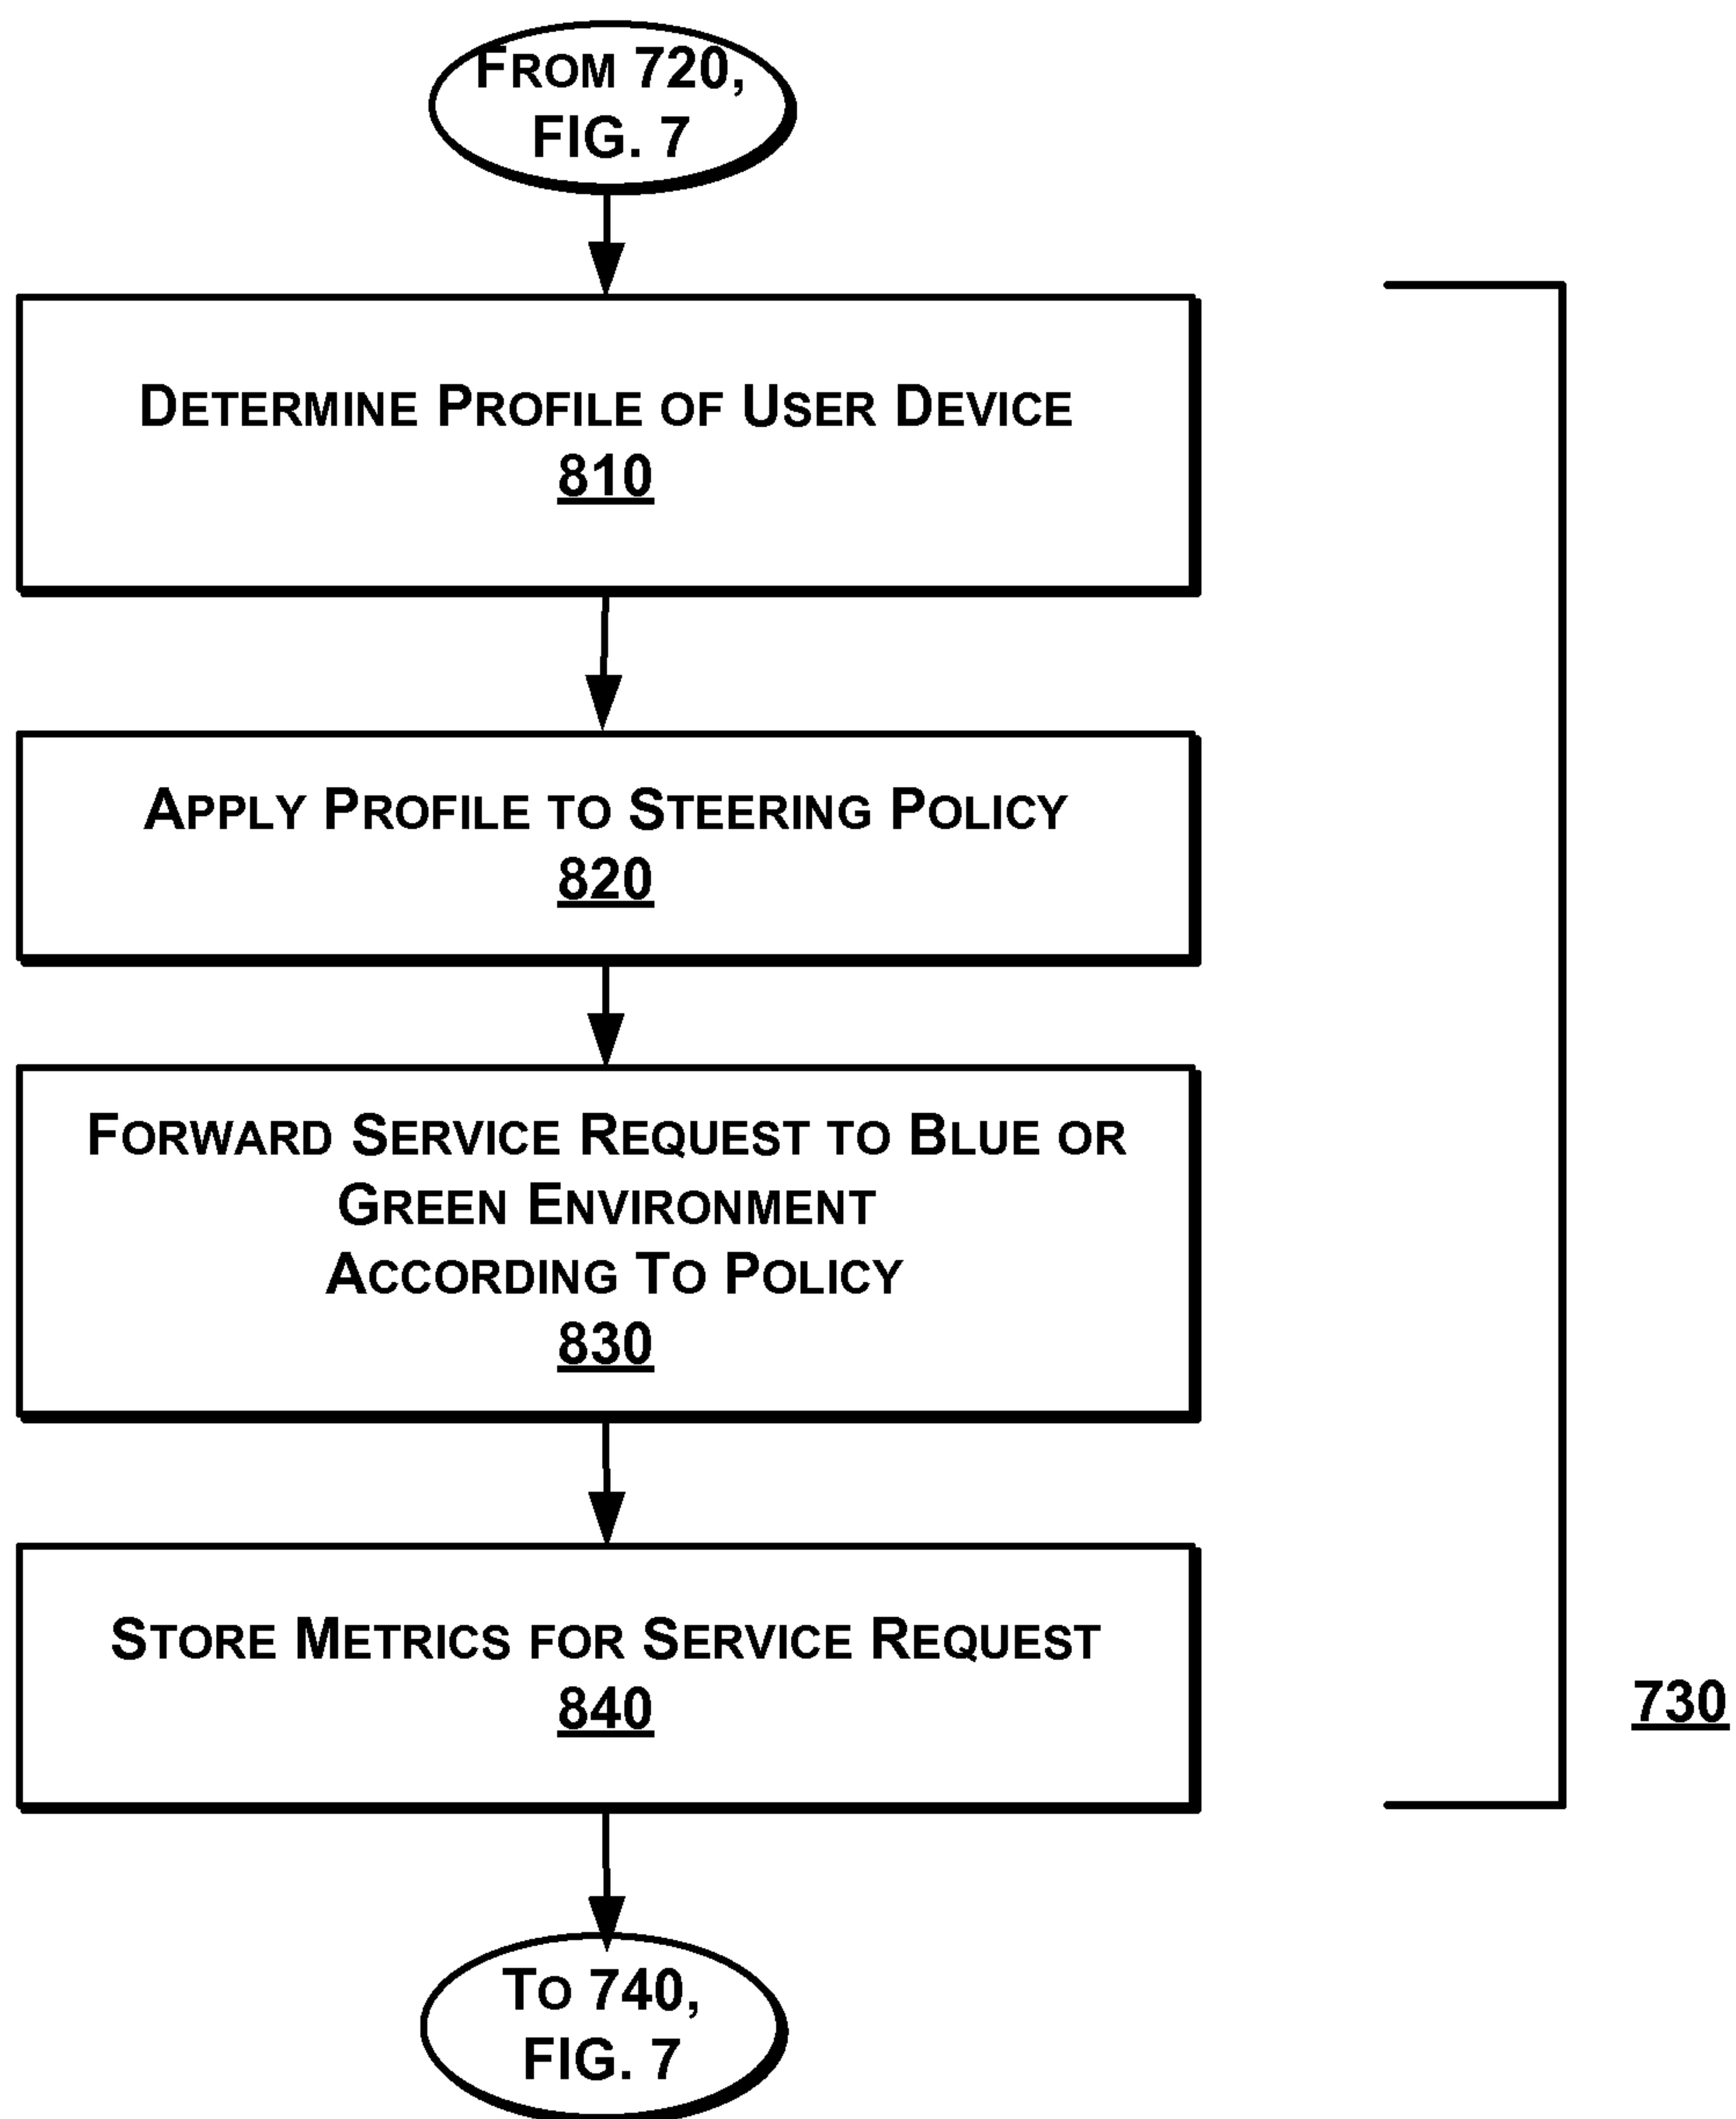 FROM 720,
FIG. 7
DETERMINE PROFILE OF USER DEVICE
810
APPLY PROFILE TO STEERING POLICY
820
FORWARD SERVICE REQUEST TO BLUE OR
GREEN ENVIRONMENT
ACCORDING TO POLICY
830
STORE METRICS FOR SERVICE REQUEST
840
730
TO 740,
FIG. 7